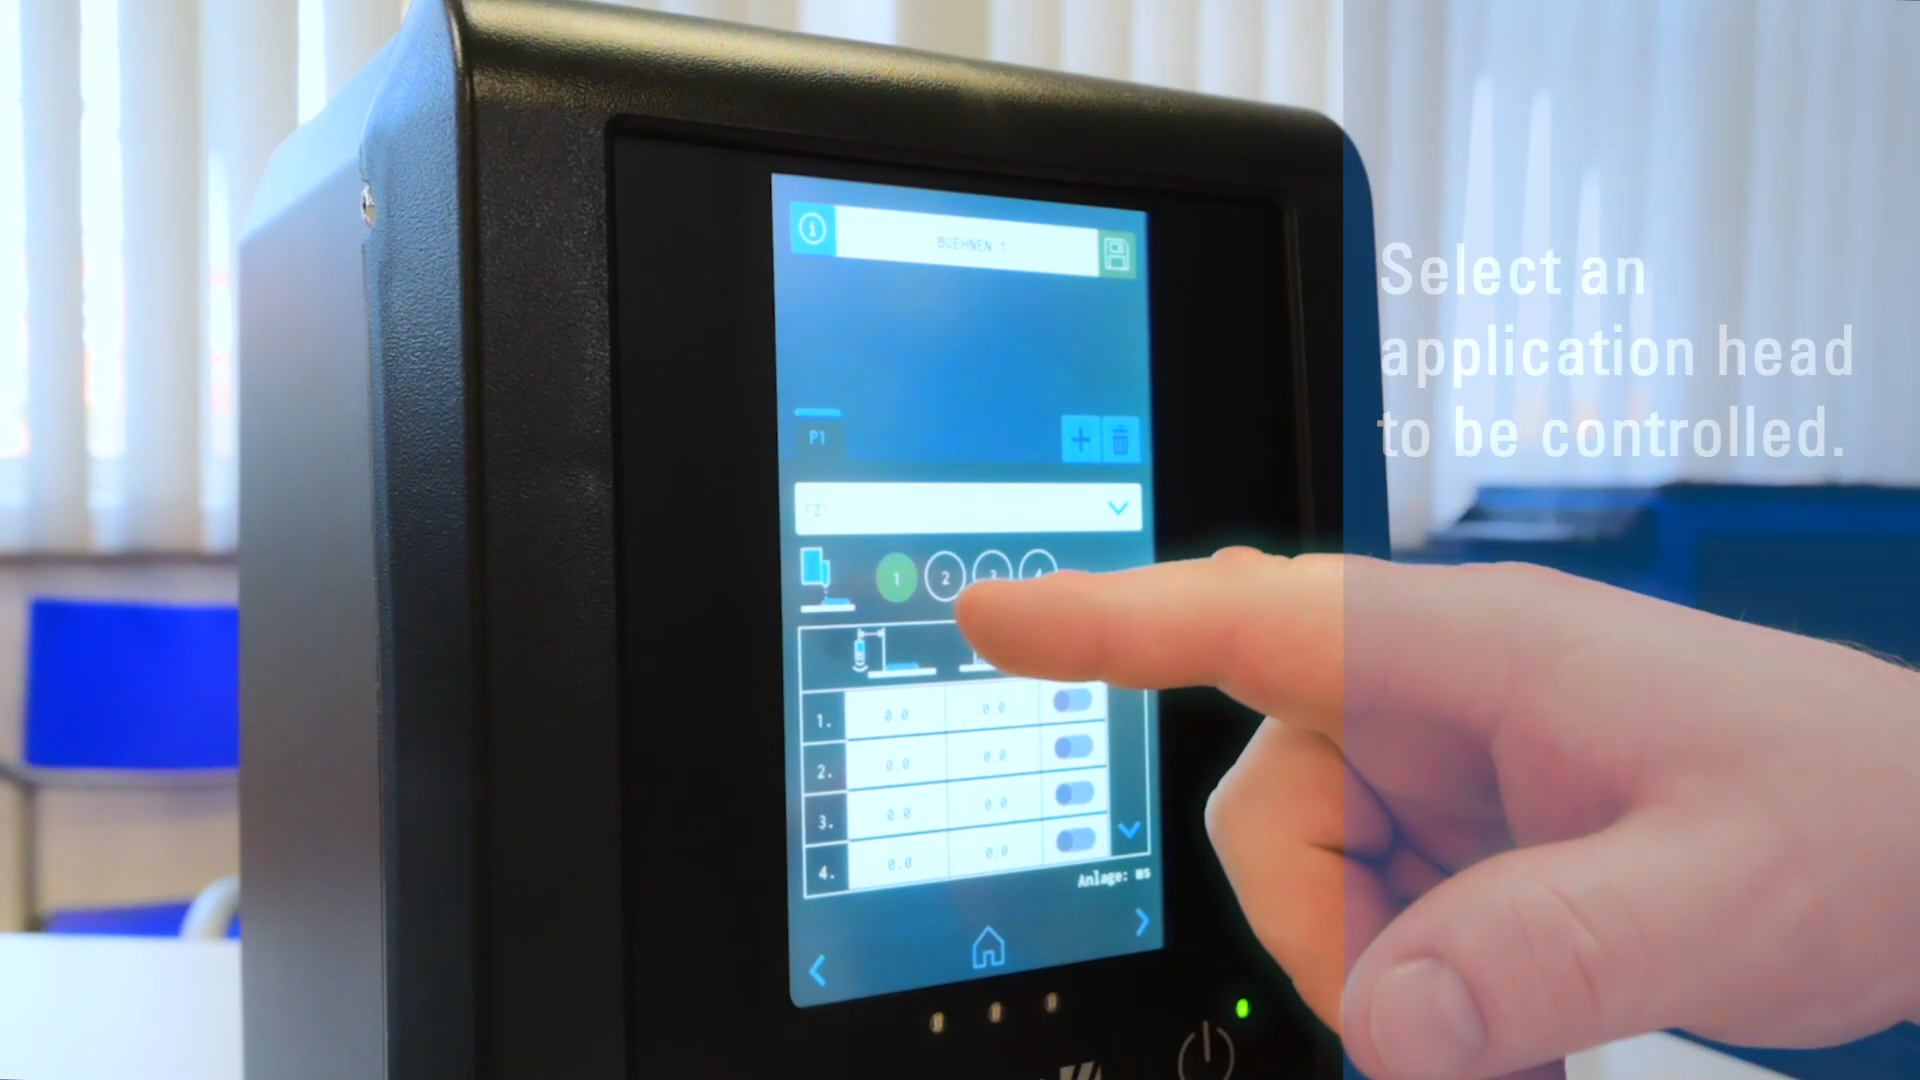 BUEHNEN 1
P1
1 2 3 4
1. 0.0 0.0
2. 0.0 0.0
3. 0.0 0.0
4. 0.0 0.0
Anlage: ms
Select an
application head
to be controlled.